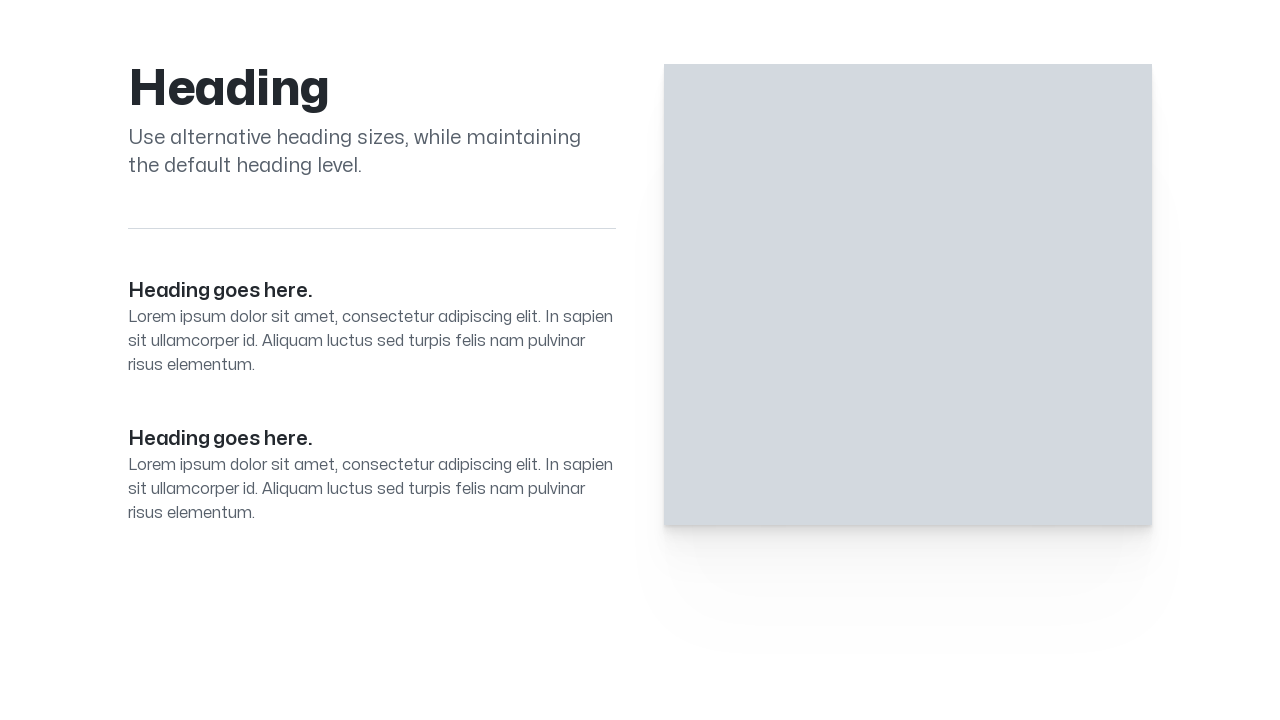 Heading
Use alternative heading sizes, while maintaining
the default heading level.
Heading goes here.
Lorem ipsum dolor sit amet, consectetur adipiscing elit. In sapien
sit ullamcorper id. Aliquam luctus sed turpis felis nam pulvinar
risus elementum.
Heading goes here.
Lorem ipsum dolor sit amet, consectetur adipiscing elit. In sapien
sit ullamcorper id. Aliquam luctus sed turpis felis nam pulvinar
risus elementum.